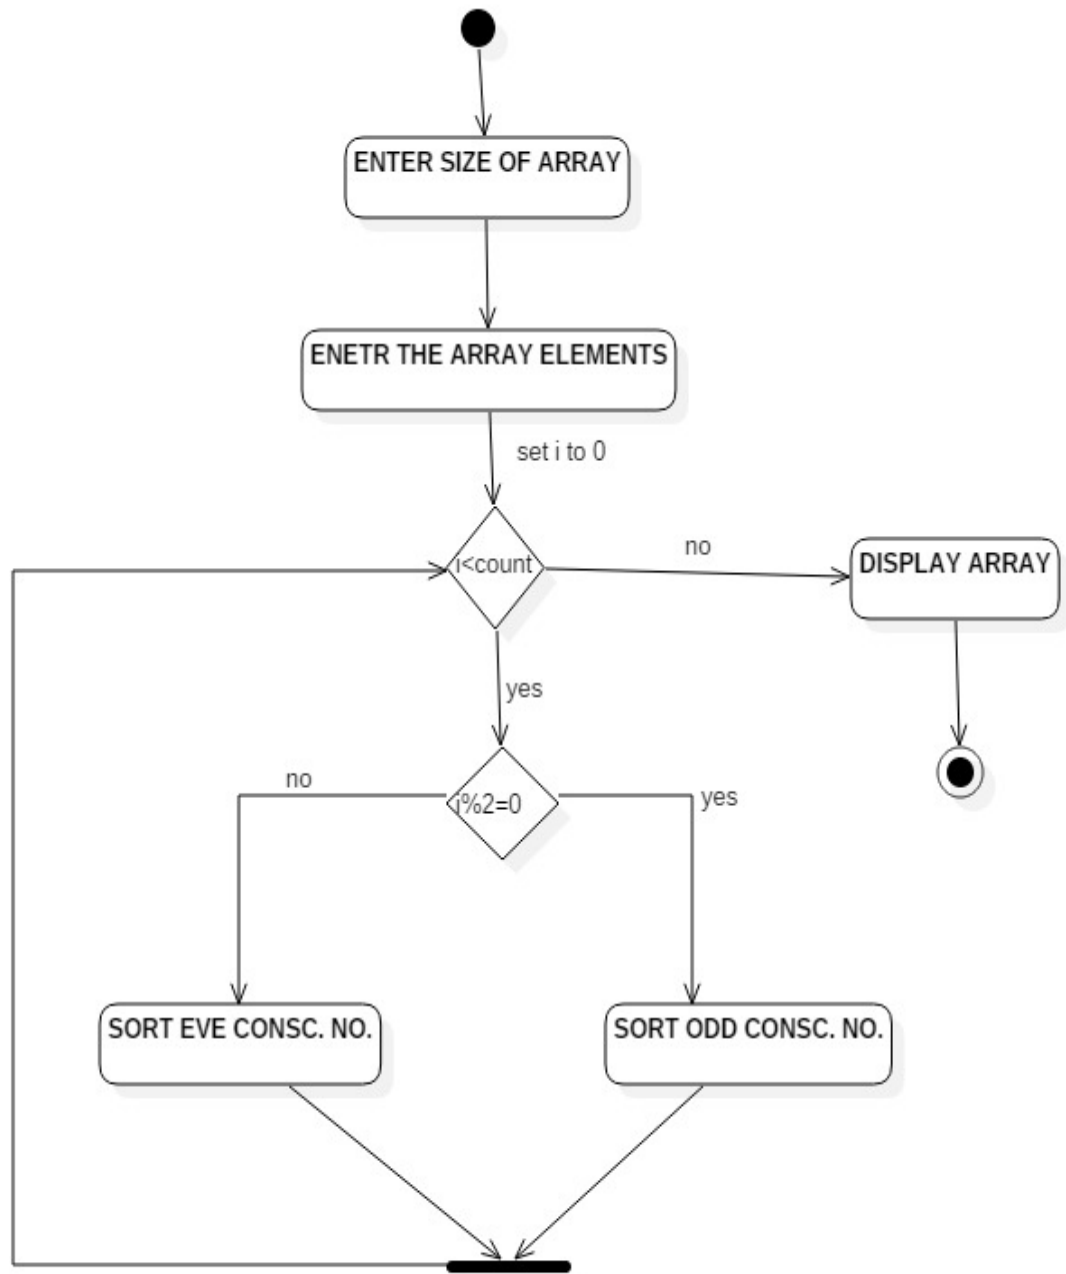 ENTER SIZE OF ARRAY
ENETR THE ARRAY ELEMENTS
set i to 0
i<count
no
DISPLAY ARRAY
yes
no
i%2=0
yes
SORT EVE CONSC. NO.
SORT ODD CONSC. NO.